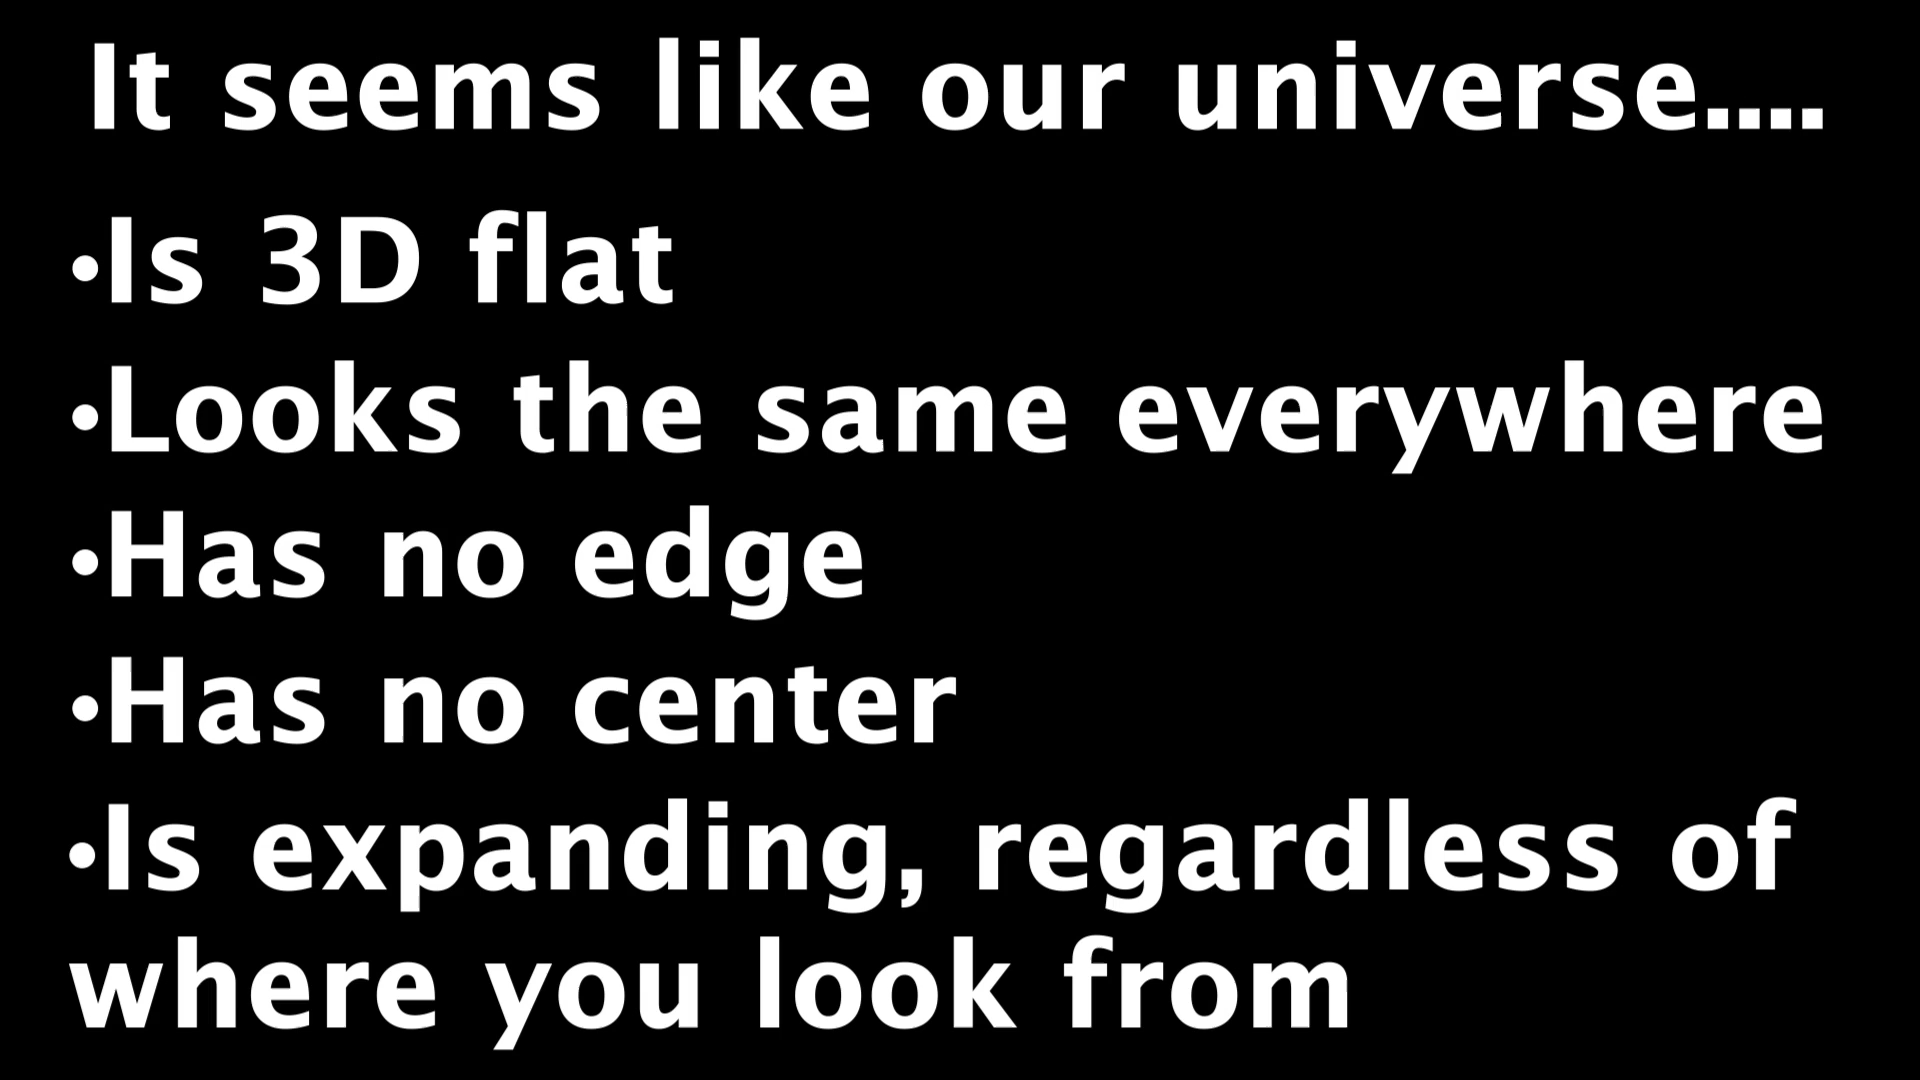 It seems like our universe....
•Is 3D flat
•Looks the same everywhere
•Has no edge
•Has no center
•Is expanding, regardless of
where you look from